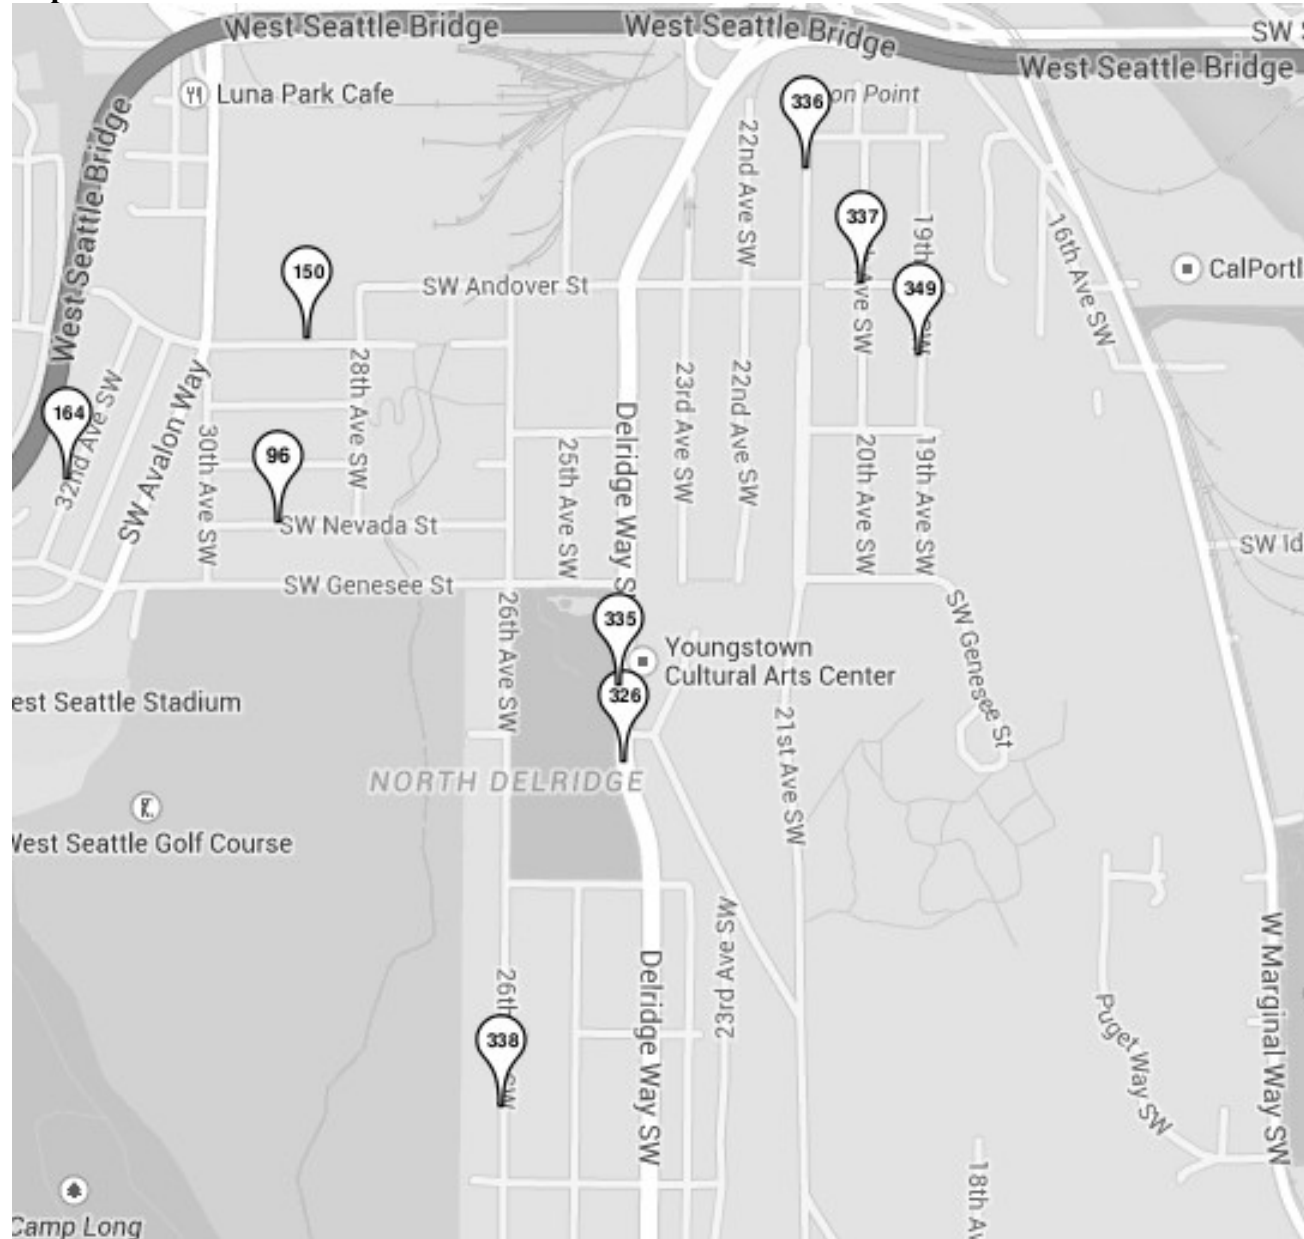 West Seattle Bridge
West Seattle Bridge
SW
West Seattle Bridge
Luna Park Cafe
336
on Point
West Seattle Bridge
22nd Ave SW
337
19th
16th Ave SW
150
SW Andover St
Ave SW
349
SW
CalPortl
164
32nd Ave SW
SW Avalon Way
28th Ave SW
30th Ave SW
96
Delridge Way S
25th Ave SW
23rd Ave SW
22nd Ave SW
20th Ave SW
19th Ave SW
SW Nevada St
SW Id
SW Genesee St
26th Ave SW
335
Youngstown
Cultural Arts Center
326
SW Genesee St
est Seattle Stadium
21st Ave SW
NORTH DELRIDGE
West Seattle Golf Course
23rd Ave SW
26th
SW
338
Delridge Way SW
Puget Way SW
W Marginal Way SW
18th Av
Camp Long